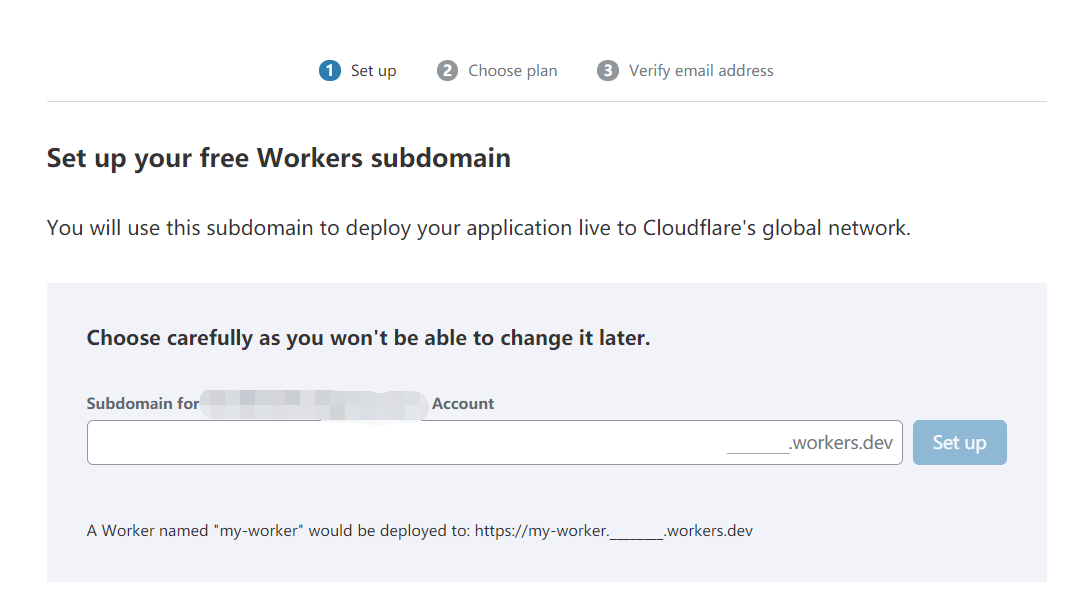 1 Set up 2 Choose plan 3 Verify email address
Set up your free Workers subdomain
You will use this subdomain to deploy your application live to Cloudflare's global network.
Choose carefully as you won't be able to change it later.
Subdomain for Account
_______.workers.dev Set up
A Worker named "my-worker" would be deployed to: https://my-worker._______.workers.dev